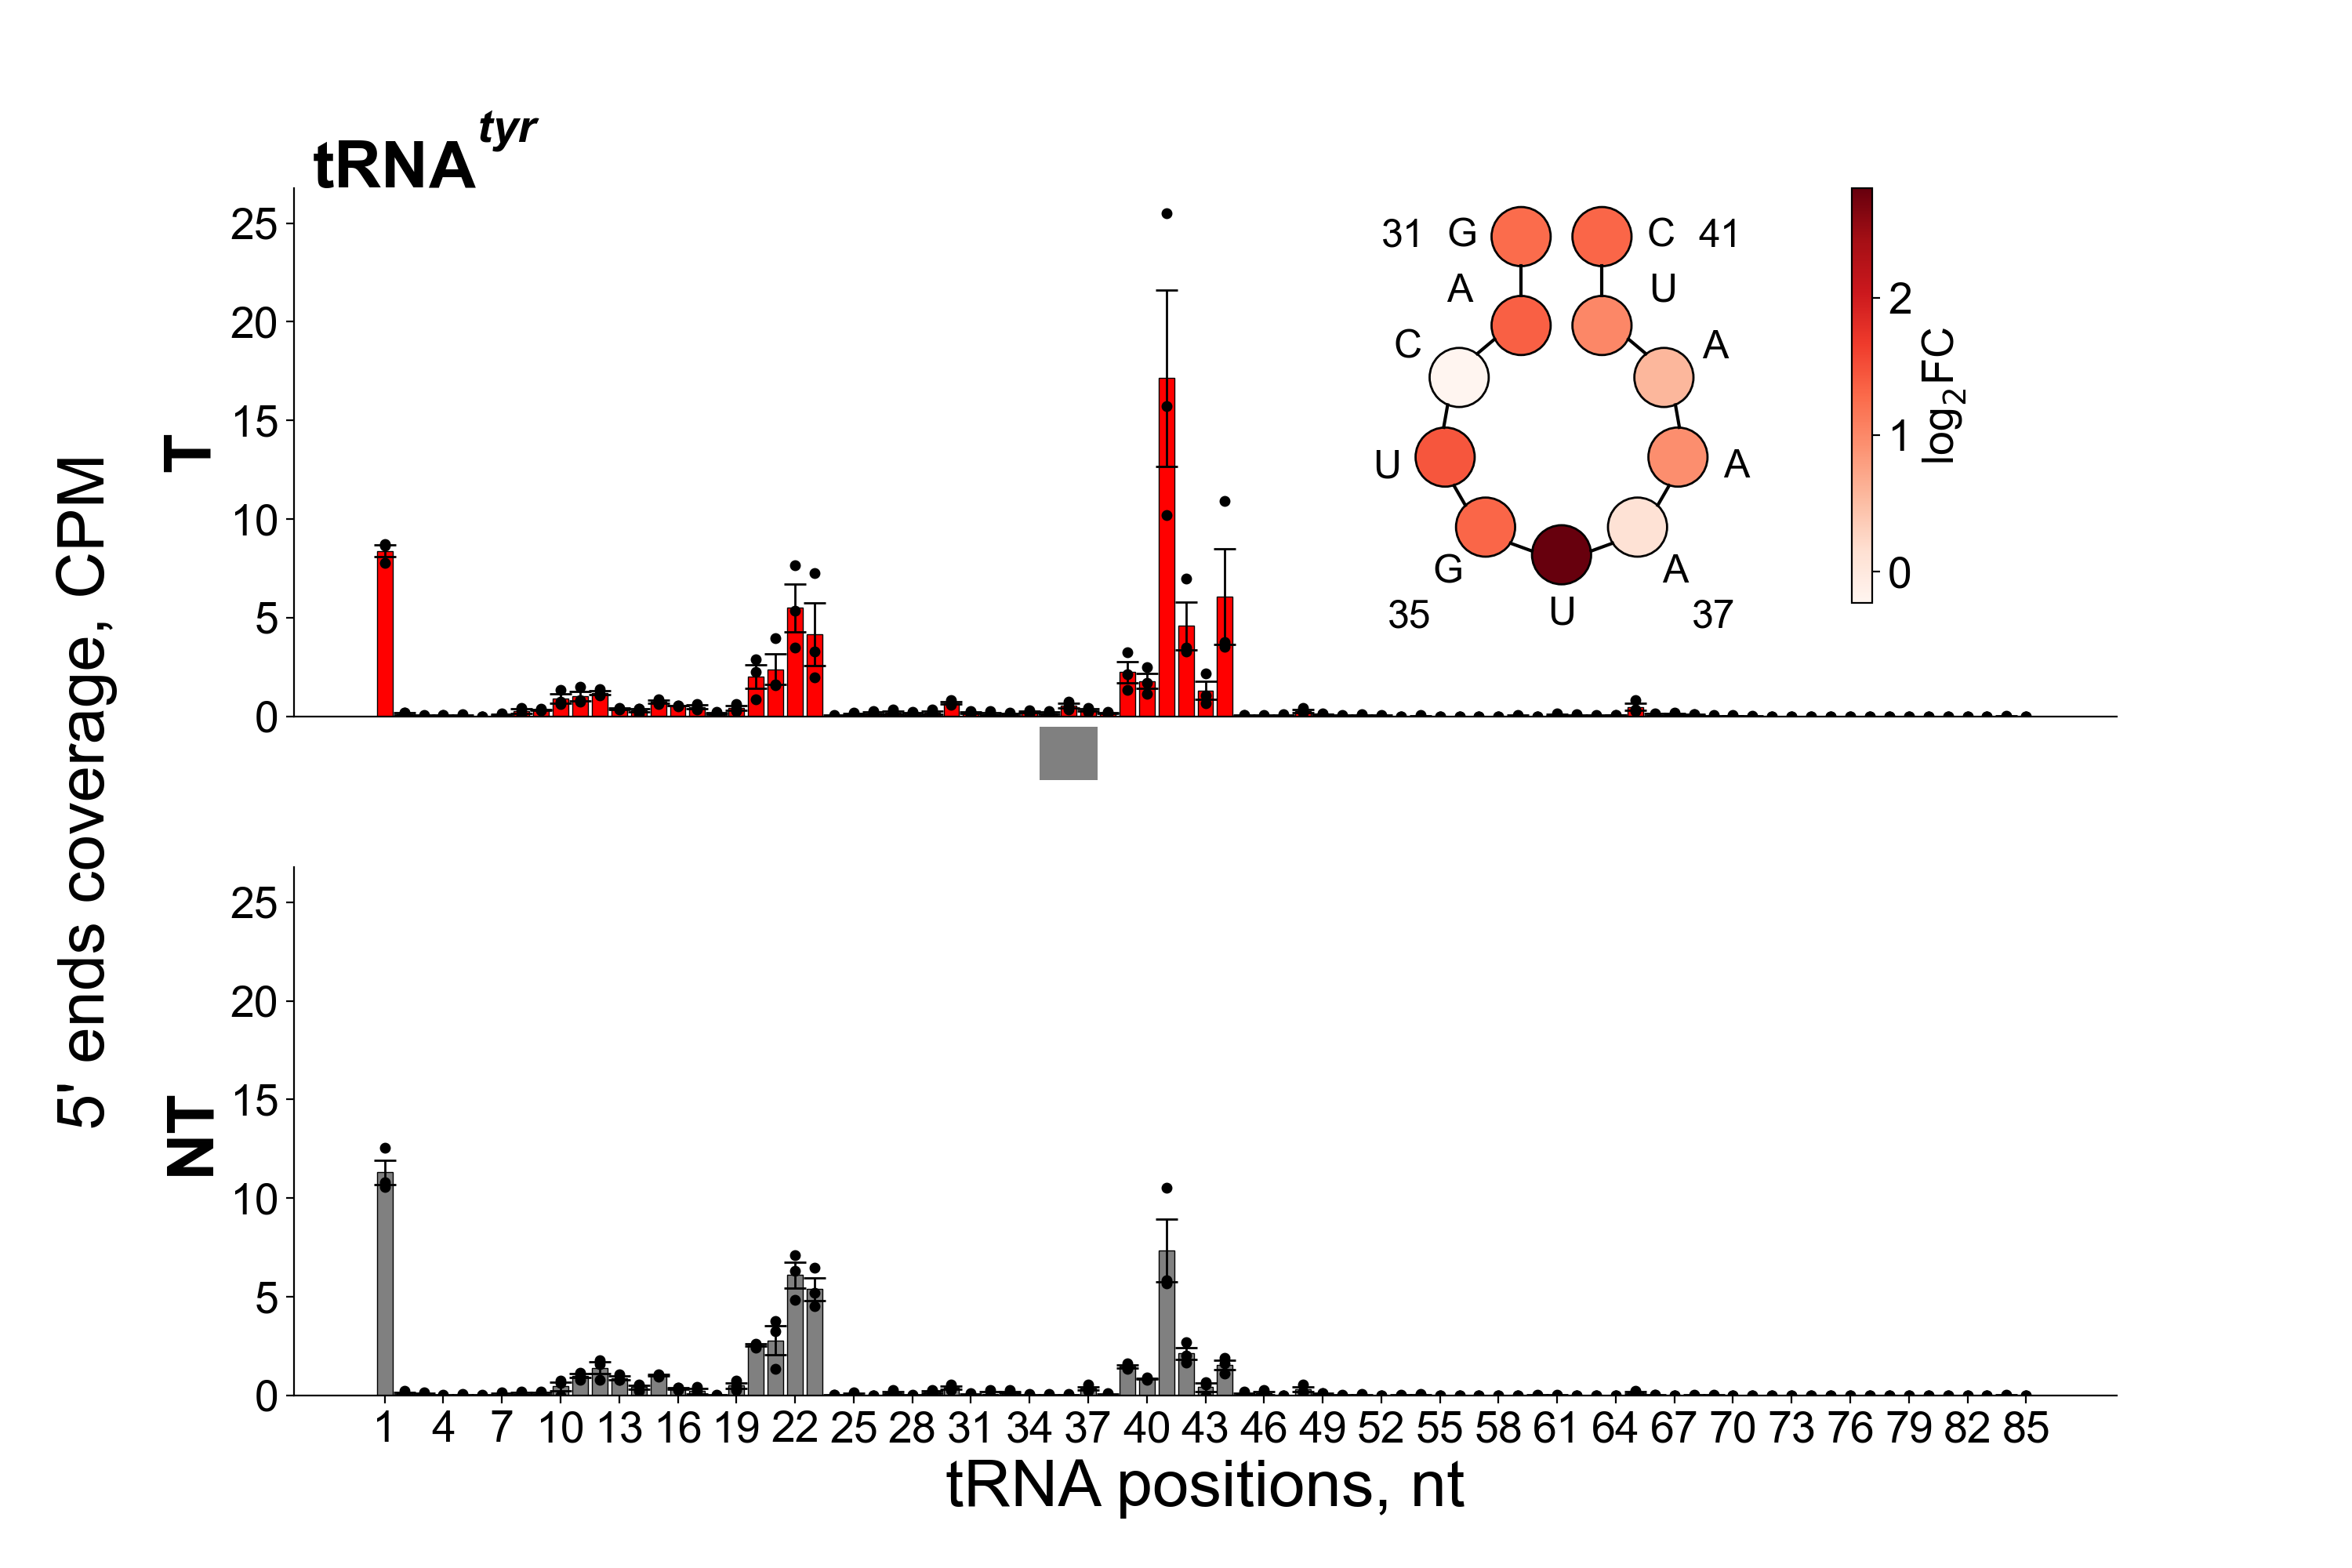 tRNA^tyr
5' ends coverage, CPM
T
25
20
15
10
5
0
31 G C 41
A U
C A
U A
G A
35 U 37
2
1
0
log₂FC
NT
25
20
15
10
5
0
1 4 7 10 13 16 19 22 25 28 31 34 37 40 43 46 49 52 55 58 61 64 67 70 73 76 79 82 85
tRNA positions, nt